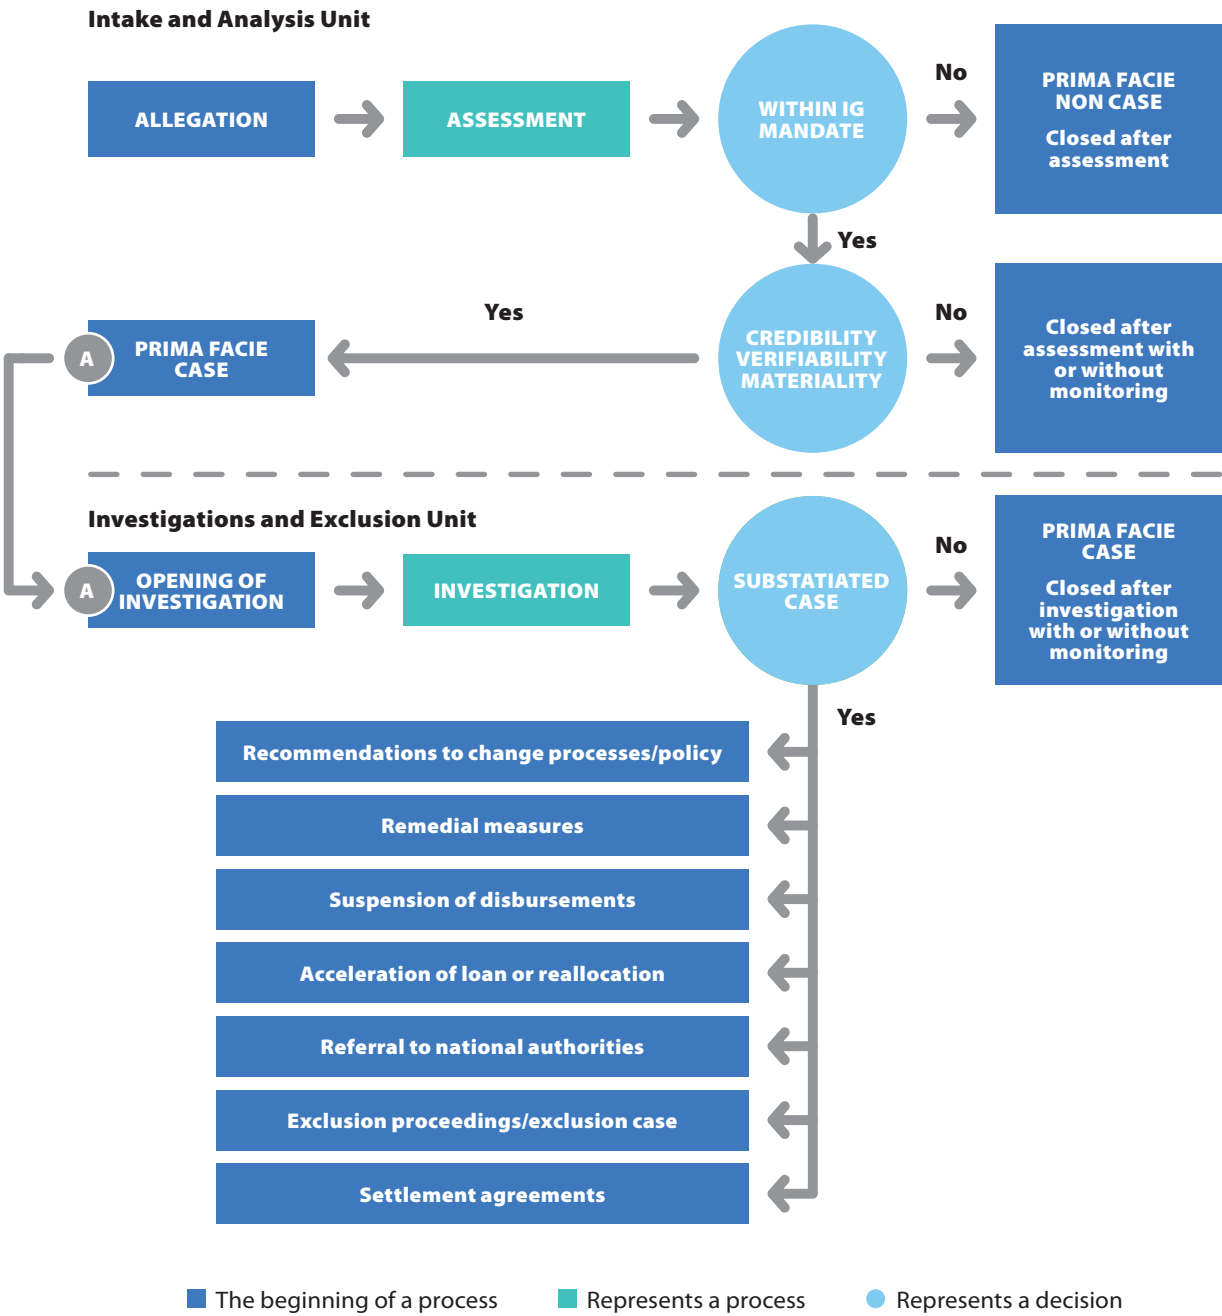 Intake and Analysis Unit
ALLEGATION
ASSESSMENT
WITHIN IG
MANDATE
No
PRIMA FACIE
NON CASE
Closed after
assessment
Yes
A
PRIMA FACIE
CASE
Yes
CREDIBILITY
VERIFIABILITY
MATERIALITY
No
Closed after
assessment with
or without
monitoring
Investigations and Exclusion Unit
A
OPENING OF
INVESTIGATION
INVESTIGATION
SUBSTATIATED
CASE
No
PRIMA FACIE
CASE
Closed after
investigation
with or without
monitoring
Yes
Recommendations to change processes/policy
Remedial measures
Suspension of disbursements
Acceleration of loan or reallocation
Referral to national authorities
Exclusion proceedings/exclusion case
Settlement agreements
The beginning of a process
Represents a process
Represents a decision